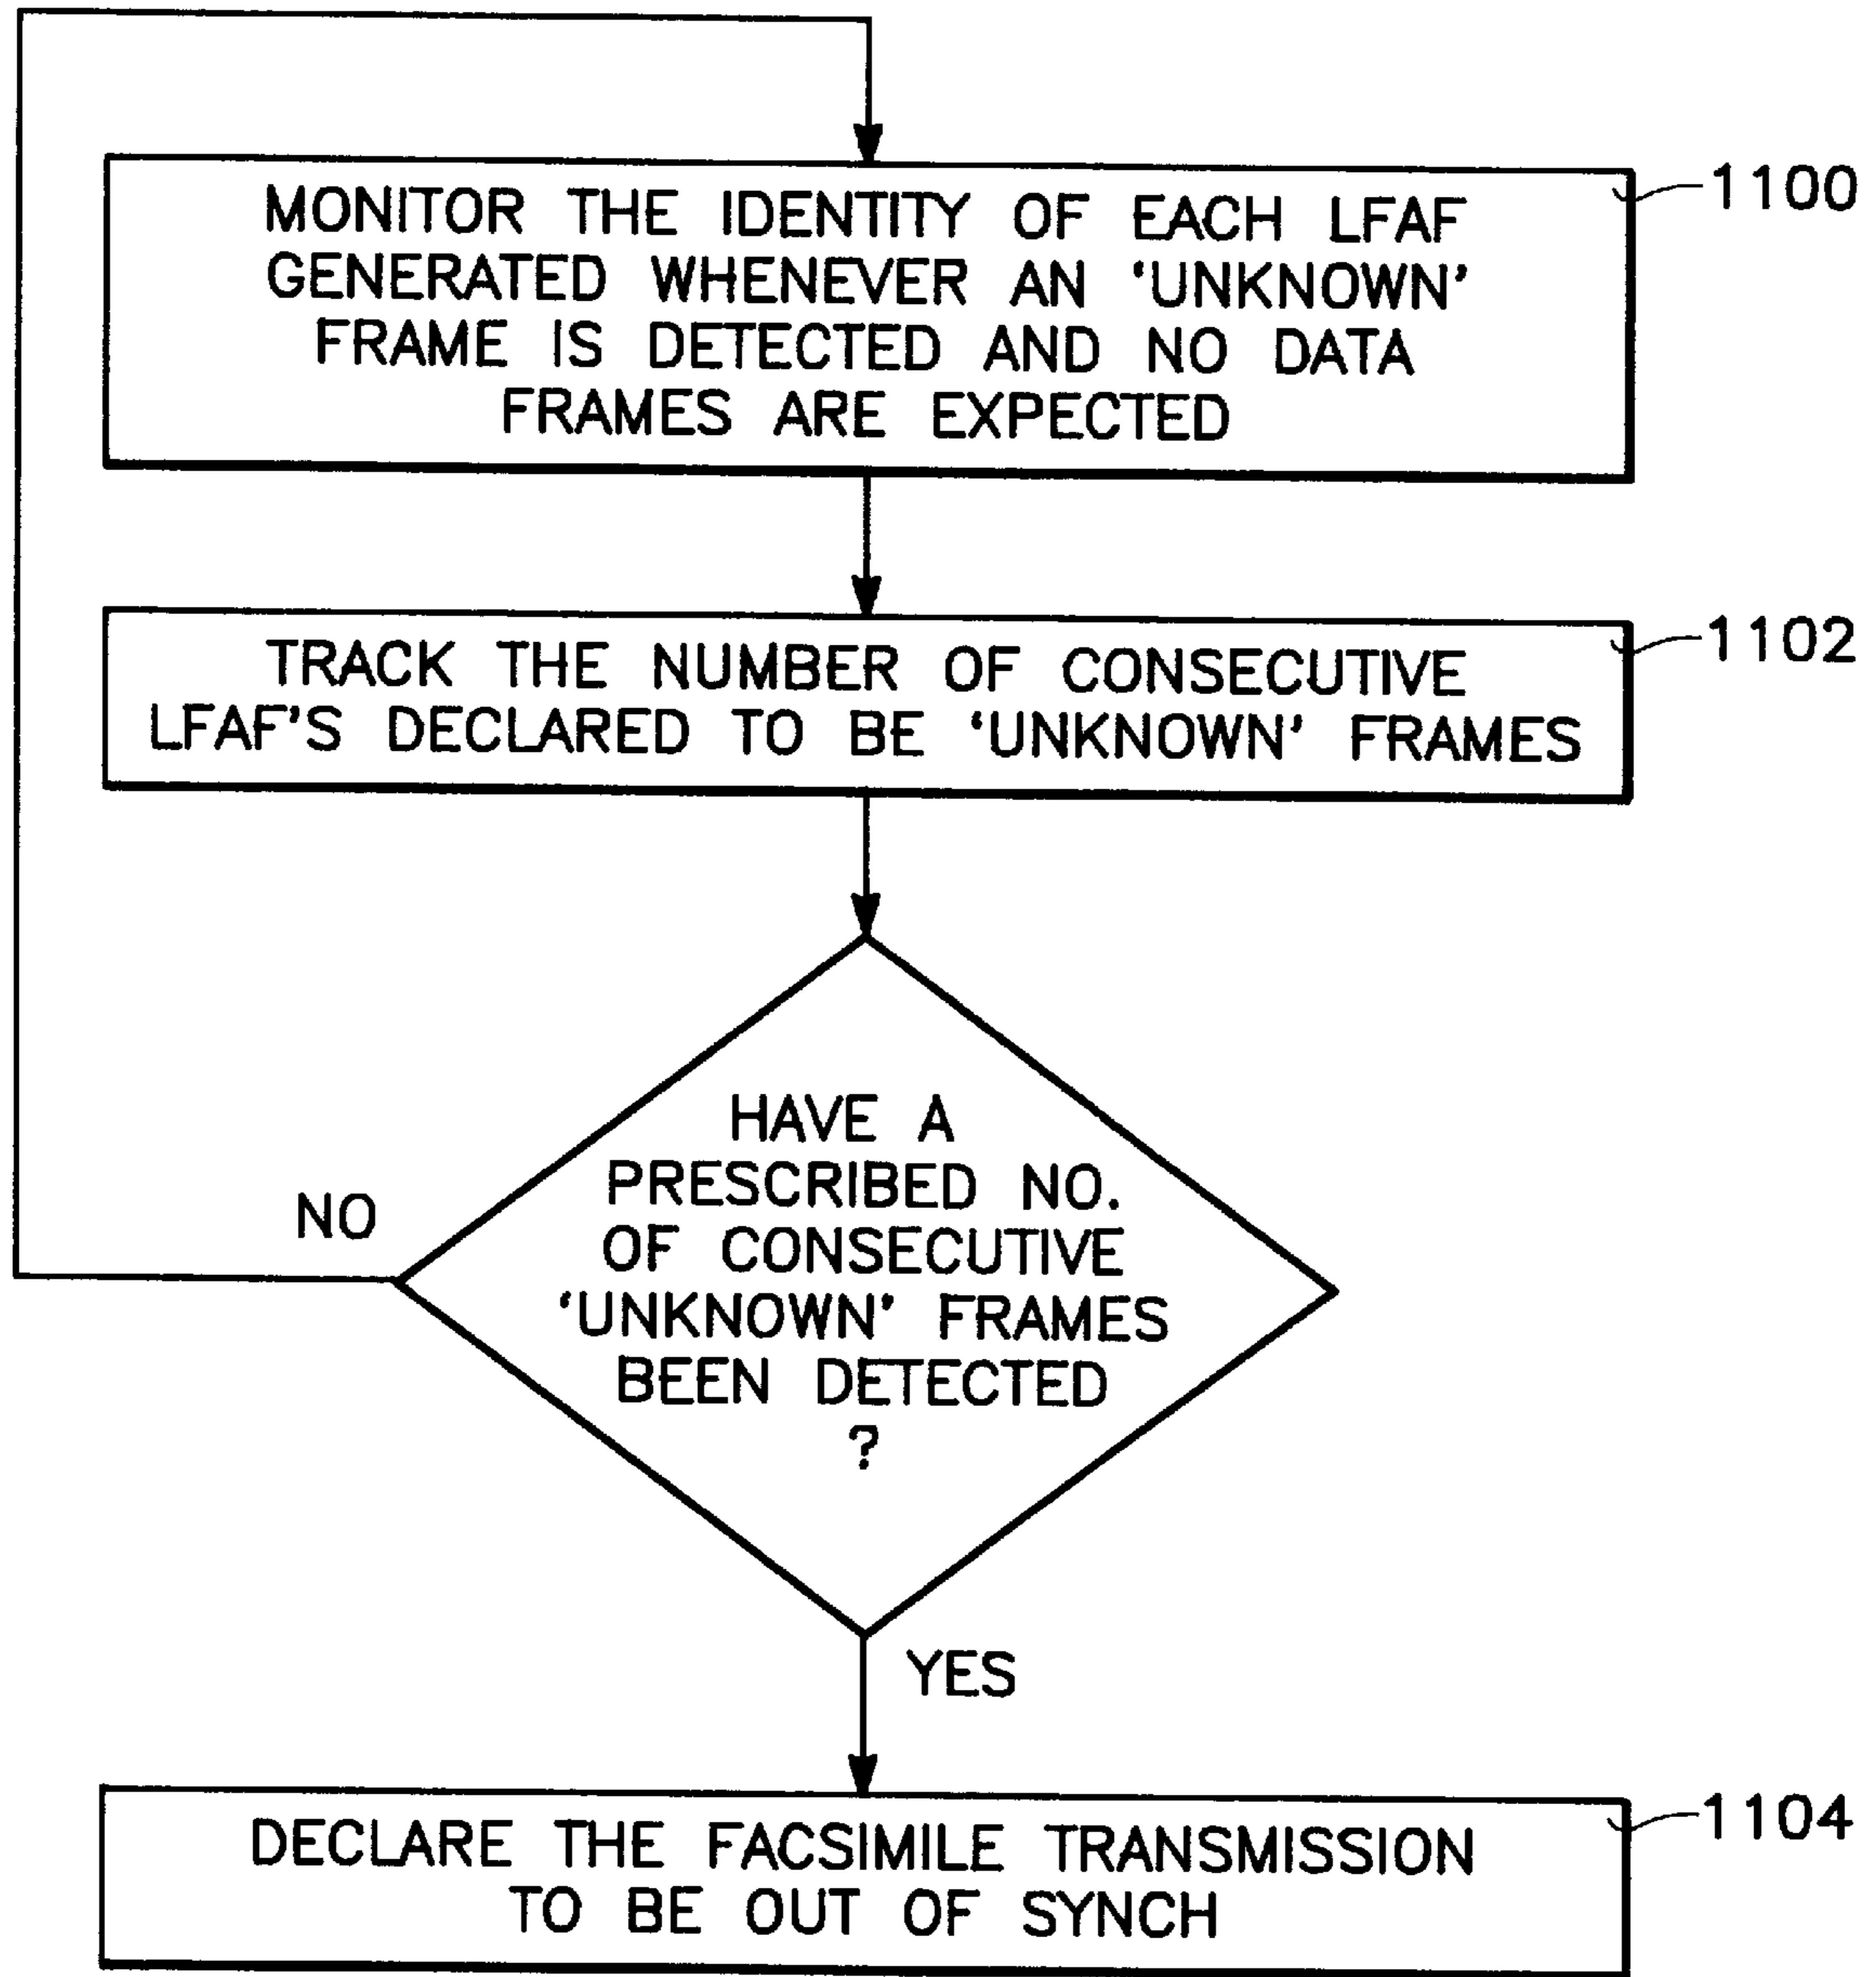 MONITOR THE IDENTITY OF EACH LFAF
GENERATED WHENEVER AN ‘UNKNOWN’
FRAME IS DETECTED AND NO DATA
FRAMES ARE EXPECTED
1100
TRACK THE NUMBER OF CONSECUTIVE
LFAF’S DECLARED TO BE ‘UNKNOWN’ FRAMES
1102
HAVE A
PRESCRIBED NO.
OF CONSECUTIVE
‘UNKNOWN’ FRAMES
BEEN DETECTED
?
NO
YES
DECLARE THE FACSIMILE TRANSMISSION
TO BE OUT OF SYNCH
1104